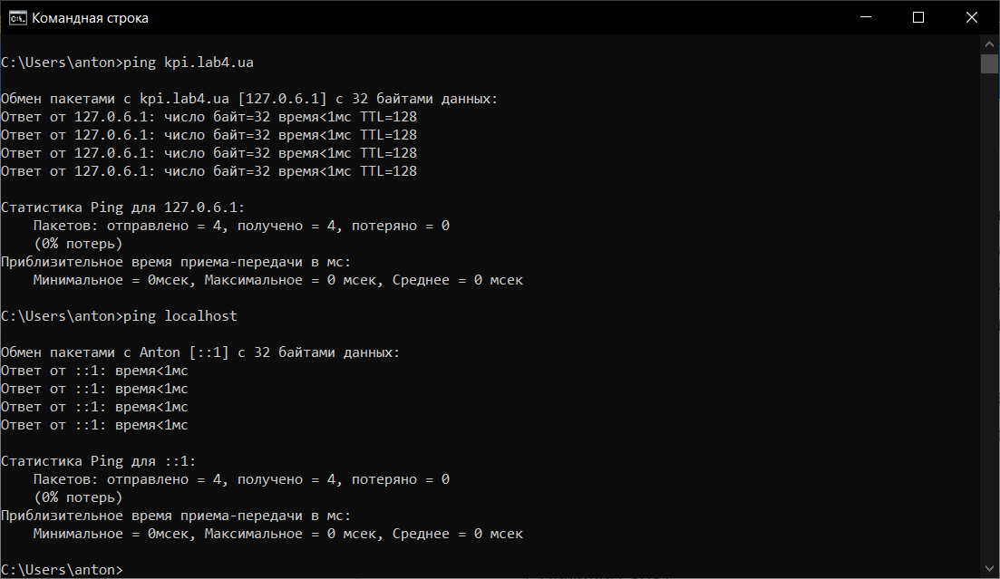 Командная строка
C:\Users\anton>ping kpi.lab4.ua
Обмен пакетами с kpi.lab4.ua [127.0.6.1] с 32 байтами данных:
Ответ от 127.0.6.1: число байт=32 время<1мс TTL=128
Ответ от 127.0.6.1: число байт=32 время<1мс TTL=128
Ответ от 127.0.6.1: число байт=32 время<1мс TTL=128
Ответ от 127.0.6.1: число байт=32 время<1мс TTL=128
Статистика Ping для 127.0.6.1:
Пакетов: отправлено = 4, получено = 4, потеряно = 0
(0% потерь)
Приблизительное время приема-передачи в мс:
Минимальное = 0мсек, Максимальное = 0 мсек, Среднее = 0 мсек
C:\Users\anton>ping localhost
Обмен пакетами с Anton [::1] с 32 байтами данных:
Ответ от ::1: время<1мс
Ответ от ::1: время<1мс
Ответ от ::1: время<1мс
Ответ от ::1: время<1мс
Статистика Ping для ::1:
Пакетов: отправлено = 4, получено = 4, потеряно = 0
(0% потерь)
Приблизительное время приема-передачи в мс:
Минимальное = 0мсек, Максимальное = 0 мсек, Среднее = 0 мсек
C:\Users\anton>